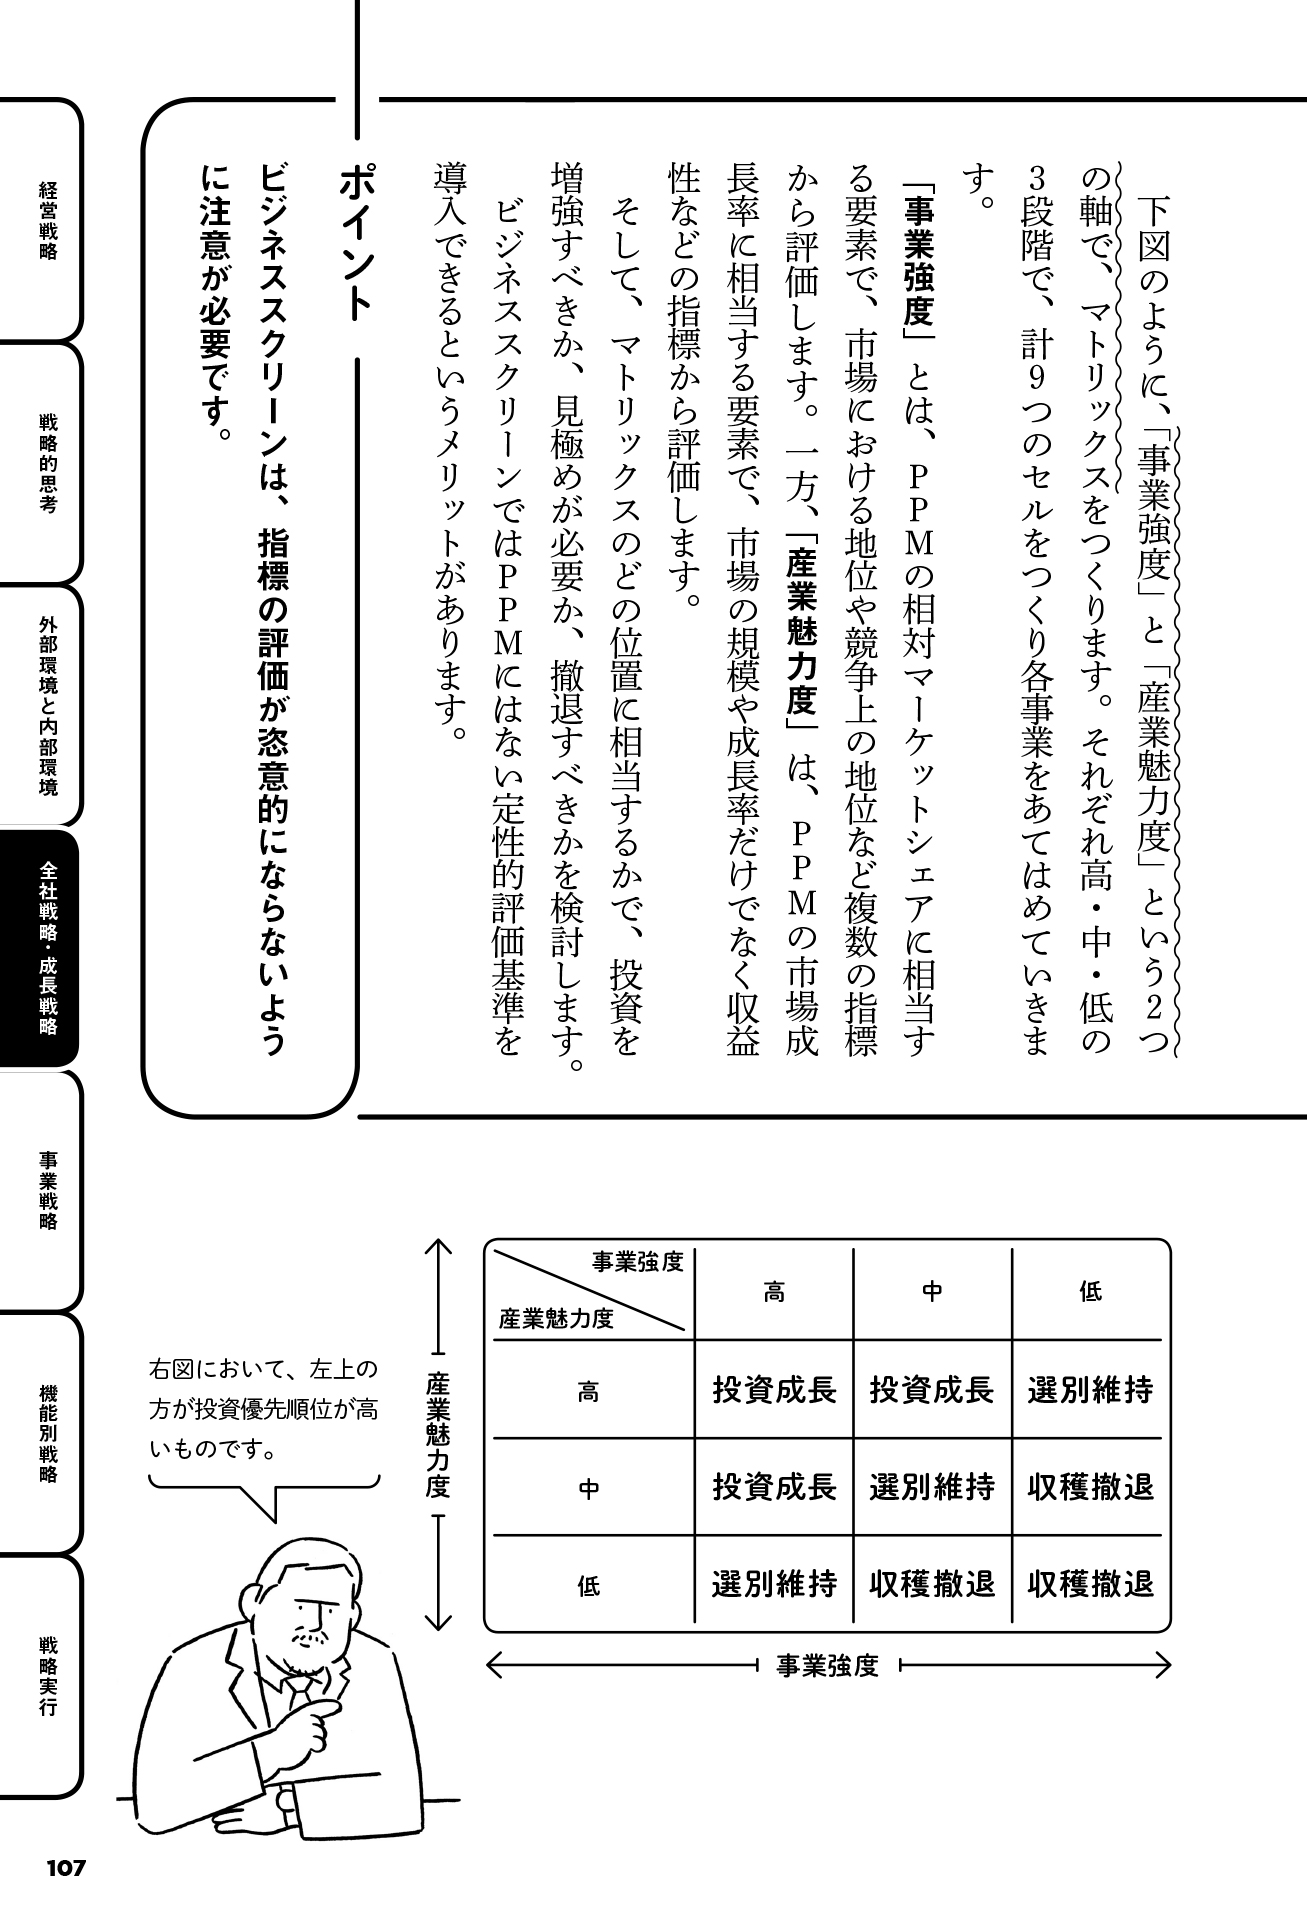 下図のように、「事業強度」と「産業魅力度」という2つ
の軸で、マトリックスをつくります。それぞれ高・中・低の
3段階で、計9つのセルをつくり各事業をあてはめていきま
す。
「事業強度」とは、PPMの相対マーケットシェアに相当す
る要素で、市場における地位や競争上の地位など複数の指標
から評価します。一方、「産業魅力度」は、PPMの市場成
長率に相当する要素で、市場の規模や成長率だけでなく収益
性などの指標から評価します。
そして、マトリックスのどの位置に相当するかで、投資を
増強すべきか、見極めが必要か、撤退すべきかを検討します。
ビジネススクリーンではPPMにはない定性的評価基準を
導入できるというメリットがあります。
ポイント
ビジネススクリーンは、指標の評価が恣意的にならないよう
に注意が必要です。
経営戦略
戦略的思考
外部環境と内部環境
全社戦略・成長戦略
事業戦略
機能別戦略
戦略実行
事業強度
産業魅力度
高 中 低
高 投資成長 投資成長 選別維持
中 投資成長 選別維持 収穫撤退
低 選別維持 収穫撤退 収穫撤退
産業魅力度
事業強度
右図において、左上の
方が投資優先順位が高
いものです。
107